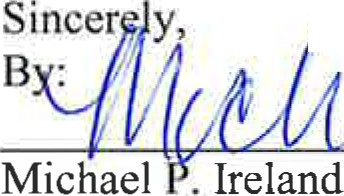 Sincerely,
By:
Michael P. Ireland